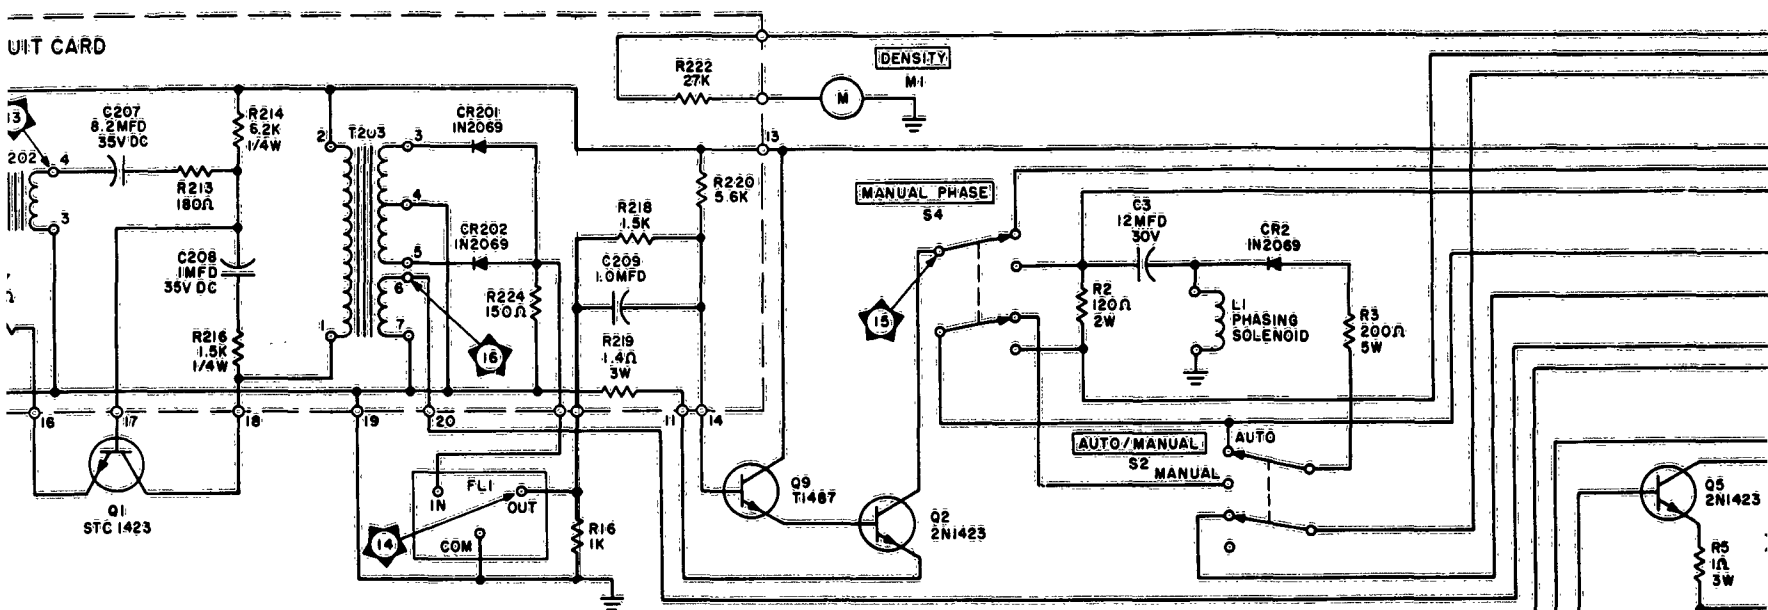 UIT CARD
13
C207
8.2MFD
35VDC
R214
6.2K
1/4W
202
4
3
R213
180Ω
C208
1MFD
35V DC
R216
1.5K
1/4W
2
T203
3
4
5
6
7
1
CR201
1N2069
CR202
1N2069
R224
150Ω
16
R218
1.5K
C209
1.0MFD
R219
1.4Ω
3W
R220
5.6K
R222
27K
DENSITY
M1
M
13
MANUAL PHASE
S4
15
C3
12MFD
30V
CR2
1N2069
R2
120Ω
2W
L1
PHASING
SOLENOID
R3
200Ω
5W
16
17
18
19
20
11
14
AUTO/MANUAL
S2
AUTO
MANUAL
Q1
STC 1423
FL1
IN
OUT
COM
14
R16
1K
Q9
TI487
Q2
2N1423
Q5
2N1423
R5
1Ω
3W